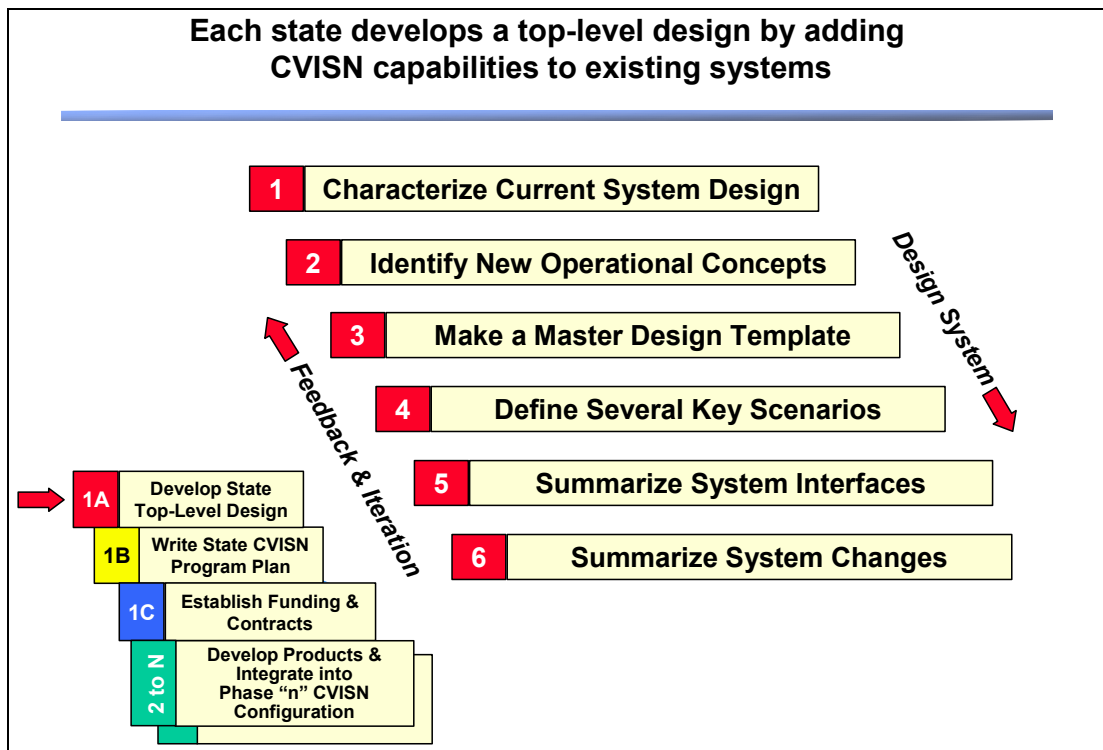 Each state develops a top-level design by adding
CVISN capabilities to existing systems
1 Characterize Current System Design
2 Identify New Operational Concepts
3 Make a Master Design Template
4 Define Several Key Scenarios
5 Summarize System Interfaces
6 Summarize System Changes
Design System
Feedback & Iteration
1A Develop State
Top-Level Design
1B Write State CVISN
Program Plan
1C Establish Funding &
Contracts
2 to N Develop Products &
Integrate into
Phase “n” CVISN
Configuration